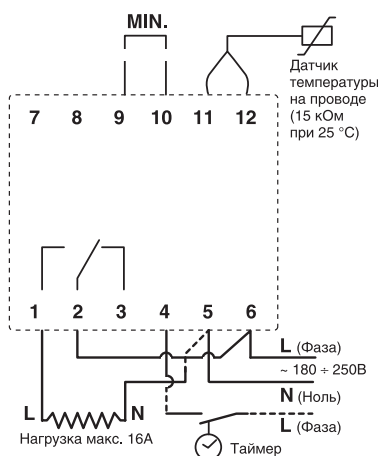 MIN.
Датчик
температуры
на проводе
(15 кОм
при 25 °C)
7 8 9 10 11 12
1 2 3 4 5 6
L (Фаза)
~ 180 ÷ 250В
N (Ноль)
L N
L (Фаза)
Нагрузка макс. 16А
Таймер